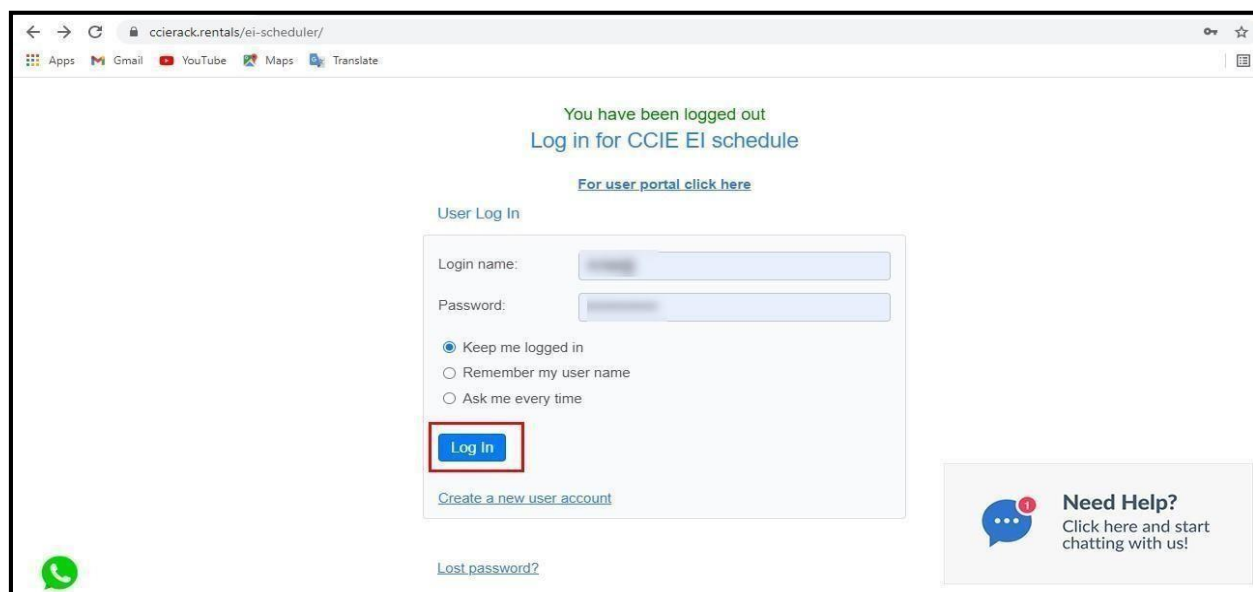 ccierack.rentals/ei-scheduler/
Apps Gmail YouTube Maps Translate
You have been logged out
Log in for CCIE EI schedule
For user portal click here
User Log In
Login name:
Password:
Keep me logged in
Remember my user name
Ask me every time
Log In
Create a new user account
1
Need Help?
Click here and start
chatting with us!
Lost password?